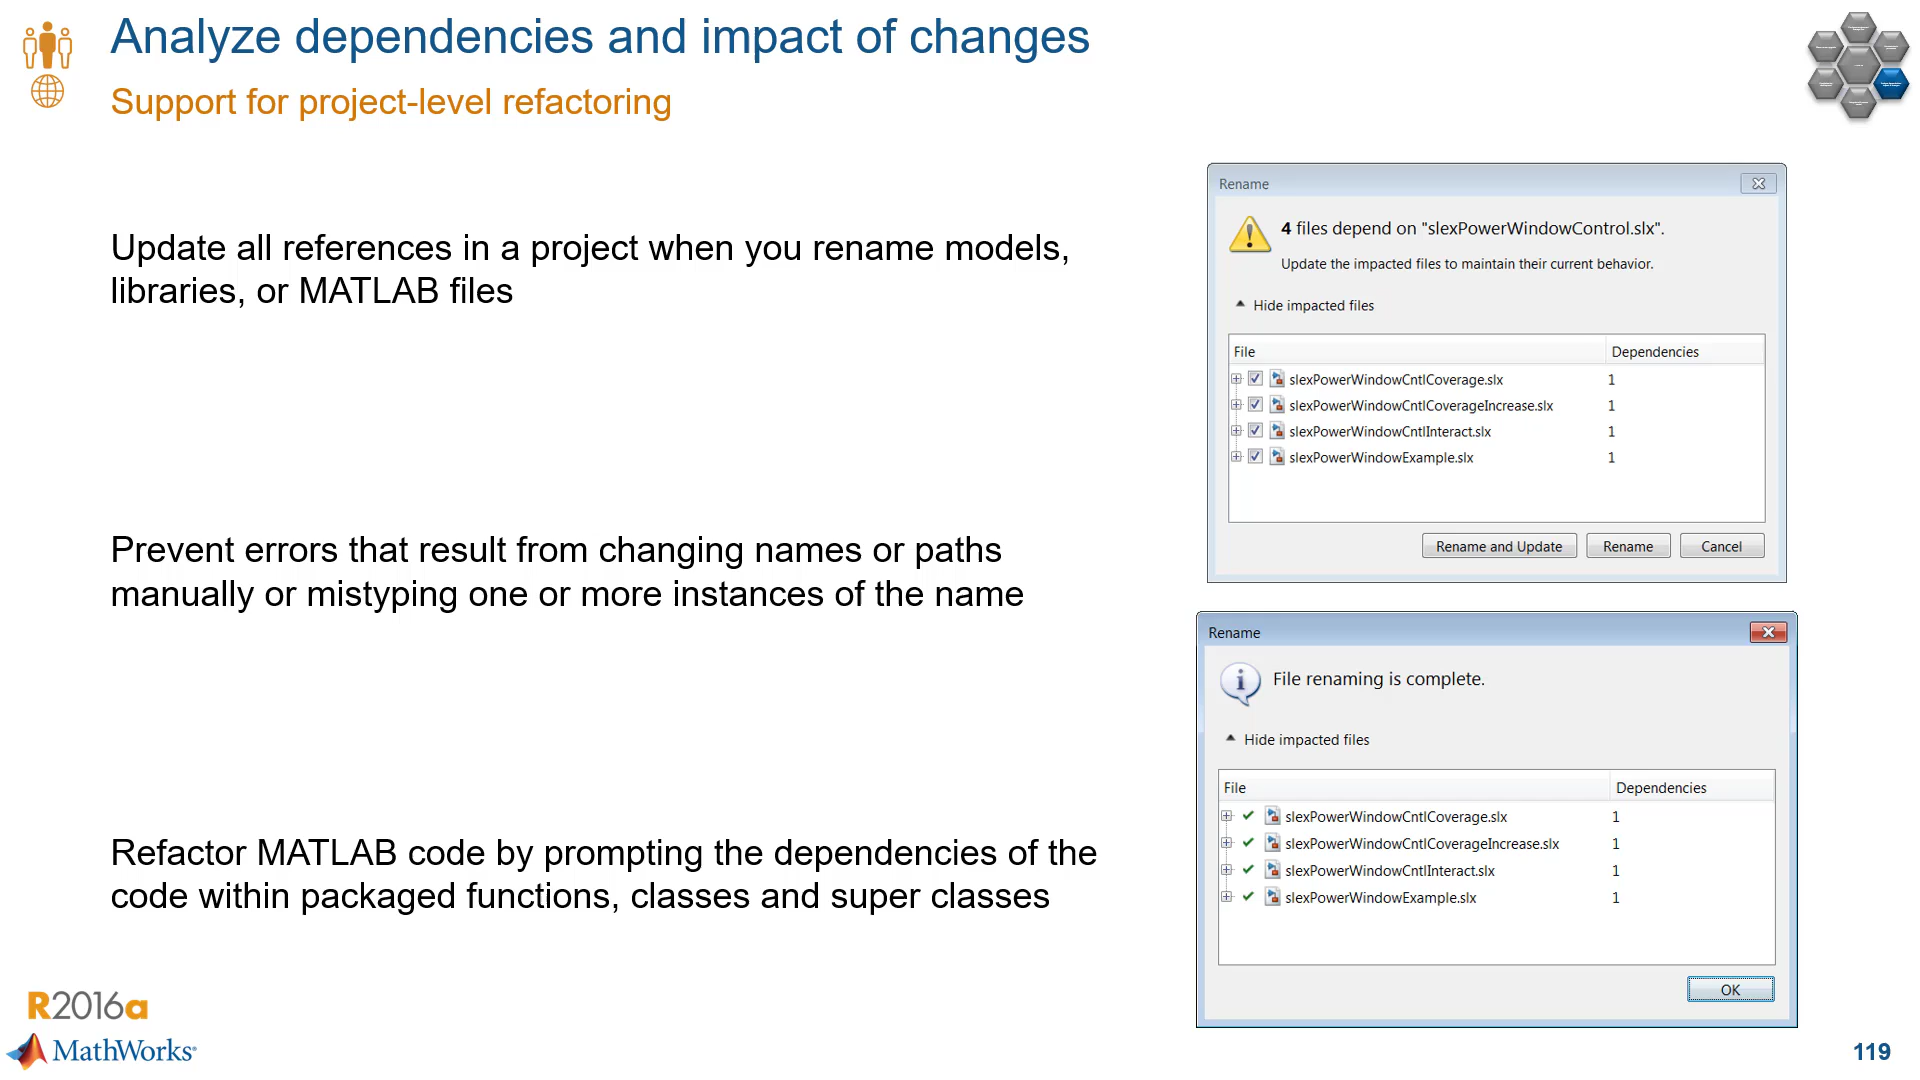 Analyze dependencies and impact of changes
Support for project-level refactoring
Update all references in a project when you rename models,
libraries, or MATLAB files
Prevent errors that result from changing names or paths
manually or mistyping one or more instances of the name
Refactor MATLAB code by prompting the dependencies of the
code within packaged functions, classes and super classes
Rename
4 files depend on "slexPowerWindowControl.slx".
Update the impacted files to maintain their current behavior.
Hide impacted files
File Dependencies
slexPowerWindowCntlCoverage.slx 1
slexPowerWindowCntlCoverageIncrease.slx 1
slexPowerWindowCntlInteract.slx 1
slexPowerWindowExample.slx 1
Rename and Update Rename Cancel
Rename
File renaming is complete.
Hide impacted files
File Dependencies
slexPowerWindowCntlCoverage.slx 1
slexPowerWindowCntlCoverageIncrease.slx 1
slexPowerWindowCntlInteract.slx 1
slexPowerWindowExample.slx 1
OK
R2016a
MathWorks
119